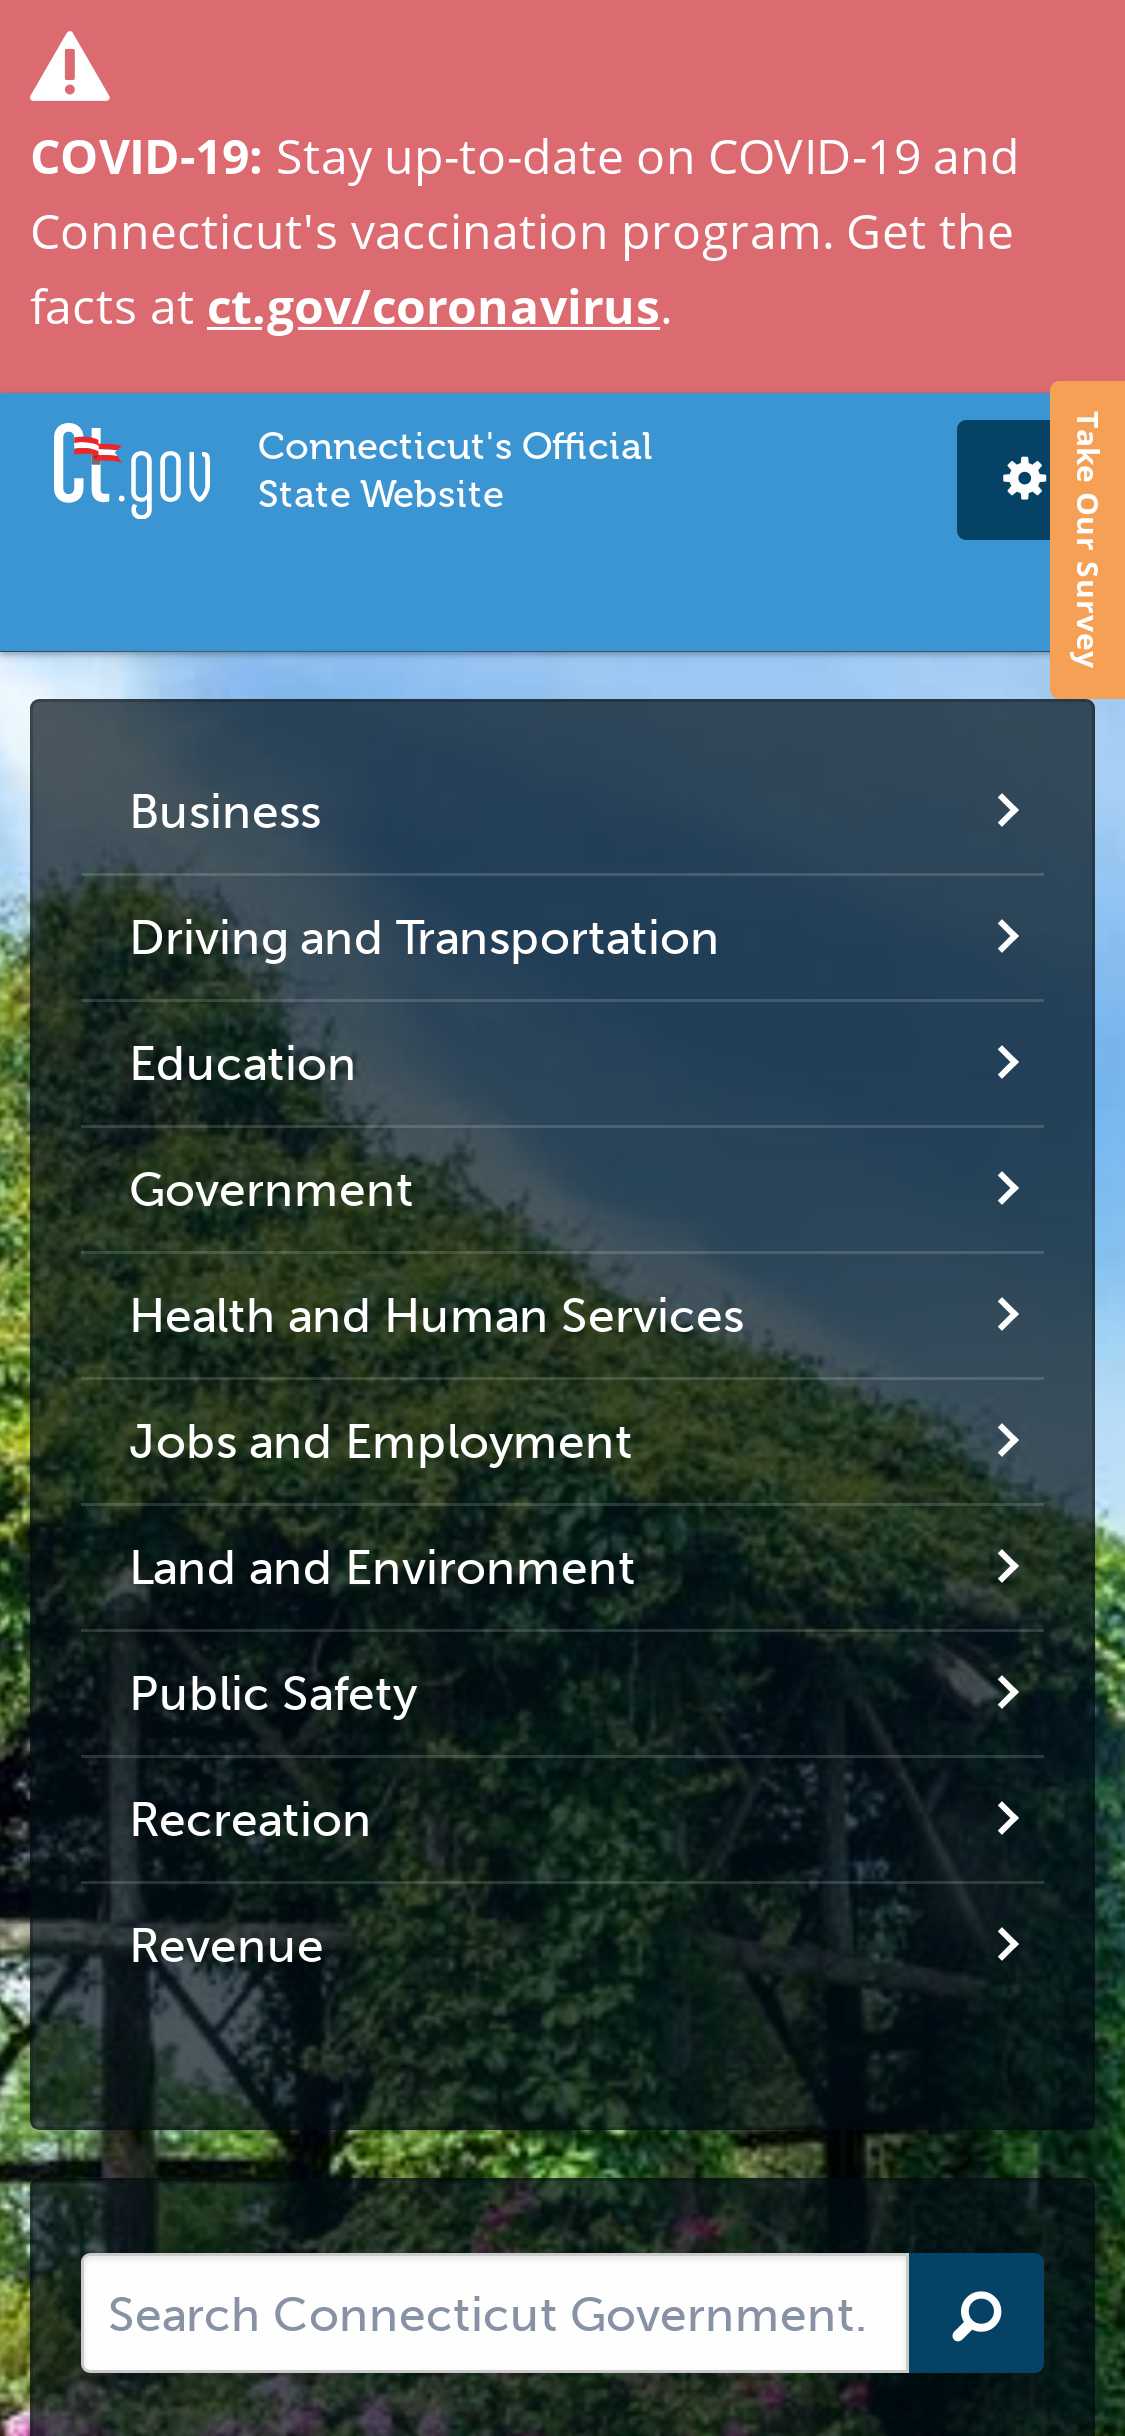 COVID-19: Stay up-to-date on COVID-19 and
Connecticut's vaccination program. Get the
facts at ct.gov/coronavirus.
Ct.gov
Connecticut's Official
State Website
Take Our Survey
Business
Driving and Transportation
Education
Government
Health and Human Services
Jobs and Employment
Land and Environment
Public Safety
Recreation
Revenue
Search Connecticut Government.